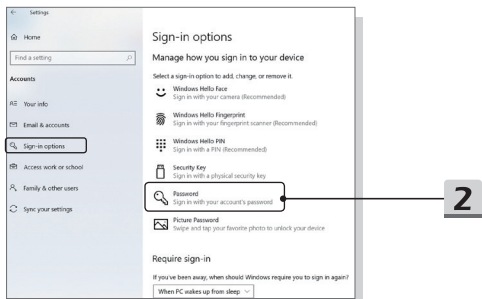 Settings
Home
Find a setting
Accounts
Your info
Email & accounts
Sign-in options
Access work or school
Family & other users
Sync your settings
Sign-in options
Manage how you sign in to your device
Select a sign-in option to add, change, or remove it.
Windows Hello Face
Sign in with your camera (Recommended)
Windows Hello Fingerprint
Sign in with your fingerprint scanner (Recommended)
Windows Hello PIN
Sign in with a PIN (Recommended)
Security Key
Sign in with a physical security key
Password
Sign in with your account's password
Picture Password
Swipe and tap your favorite photo to unlock your device
Require sign-in
If you've been away, when should Windows require you to sign in again?
When PC wakes up from sleep
2